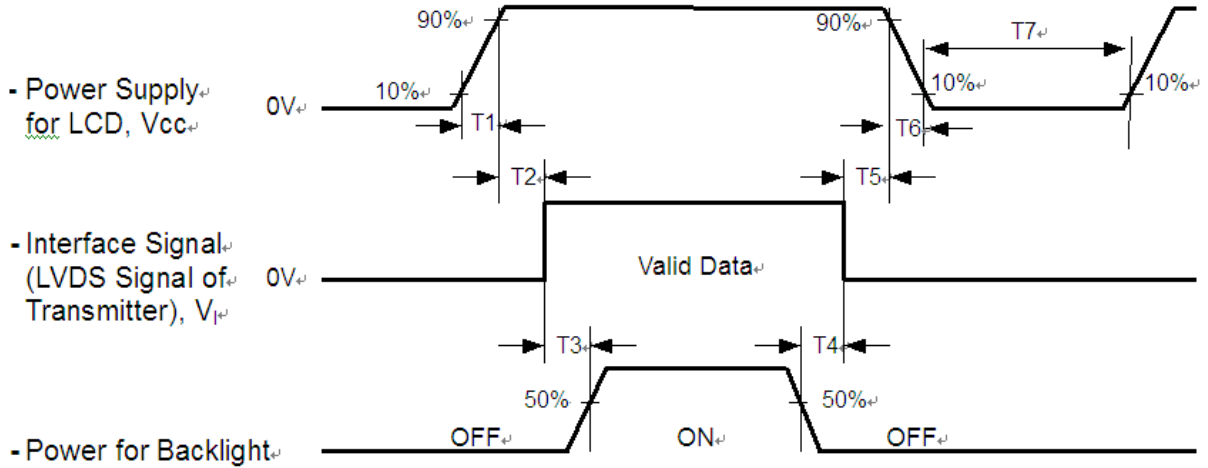 90%↵ 90%↵ T7↵
- Power Supply↵
for LCD, Vcc↵
0V↵
10%↵ 10%↵ 10%↵
T1↵ T6↵
T2↵ T5↵
- Interface Signal↵
(LVDS Signal of↵
Transmitter), VI↵
0V↵
Valid Data↵
T3↵ T4↵
50% 50%↵
- Power for Backlight↵
OFF↵ ON↵ OFF↵